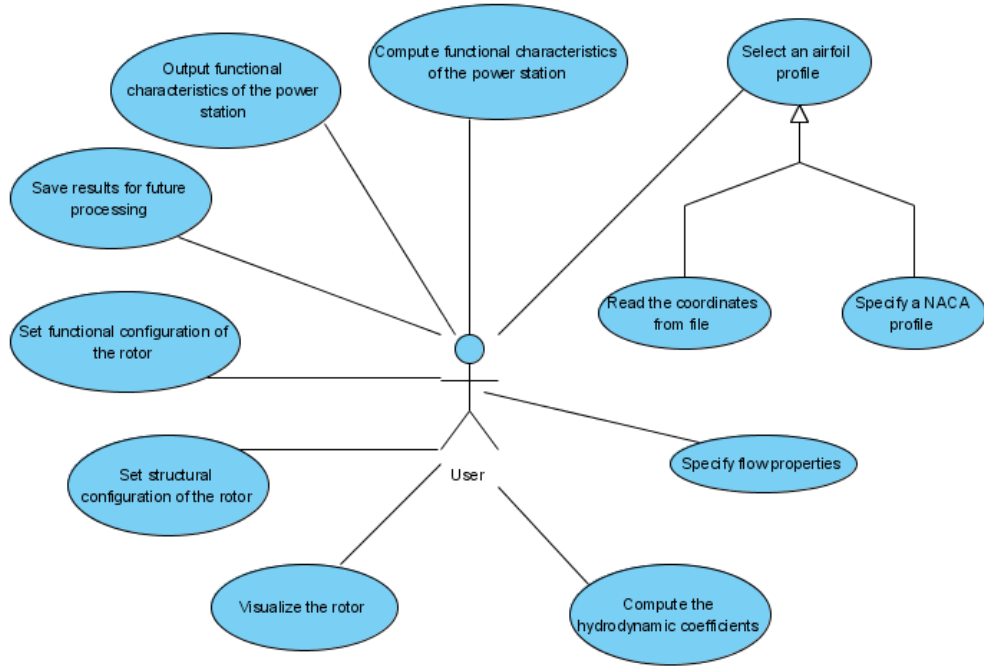 Compute functional characteristics
of the power station
Select an airfoil
profile
Output functional
characteristics of the power
station
Save results for future
processing
Read the coordinates
from file
Specify a NACA
profile
Set functional configuration of
the rotor
Specify flow properties
User
Set structural
configuration of the rotor
Visualize the rotor
Compute the
hydrodynamic coefficients